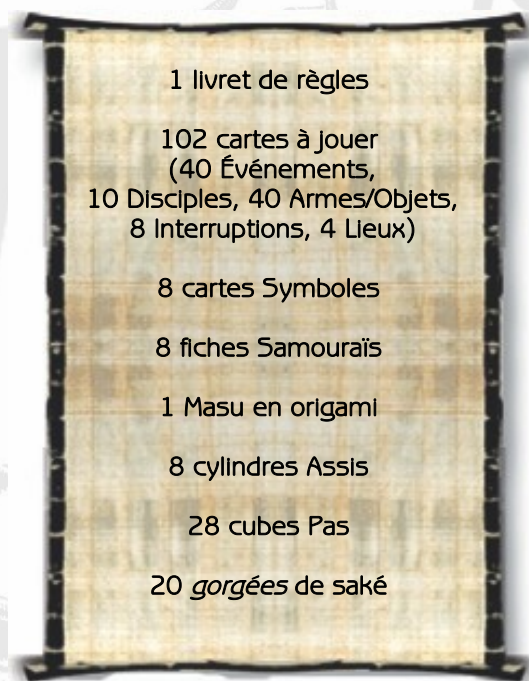 1 livret de règles
102 cartes à jouer
(40 Événements,
10 Disciples, 40 Armes/Objets,
8 Interruptions, 4 Lieux)
8 cartes Symboles
8 fiches Samouraïs
1 Masu en origami
8 cylindres Assis
28 cubes Pas
20 gorgées de saké